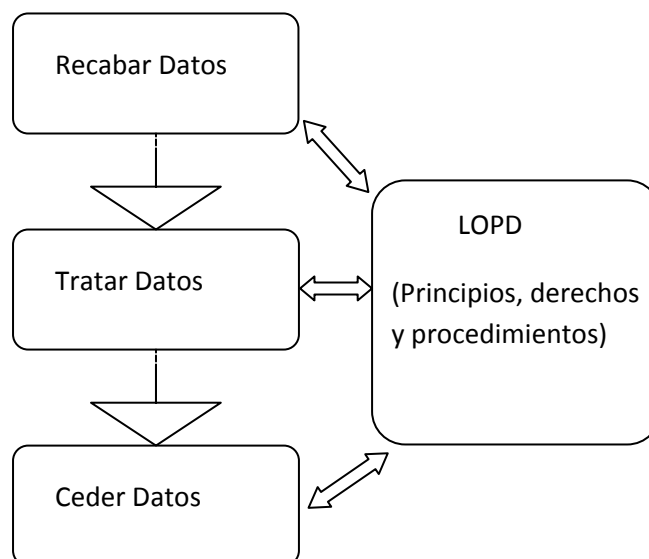 Recabar Datos
Tratar Datos
Ceder Datos
LOPD
(Principios, derechos
y procedimientos)